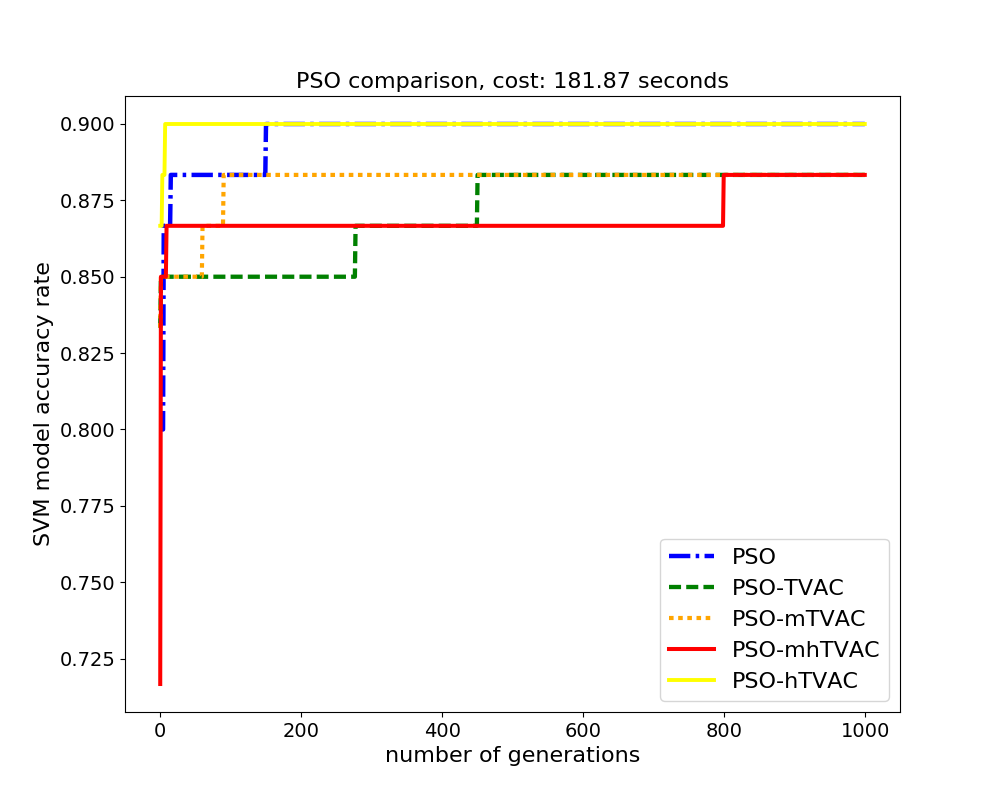 PSO comparison, cost: 181.87 seconds
SVM model accuracy rate
0.900
0.875
0.850
0.825
0.800
0.775
0.750
0.725
0 200 400 600 800 1000
number of generations
PSO
PSO-TVAC
PSO-mTVAC
PSO-mhTVAC
PSO-hTVAC